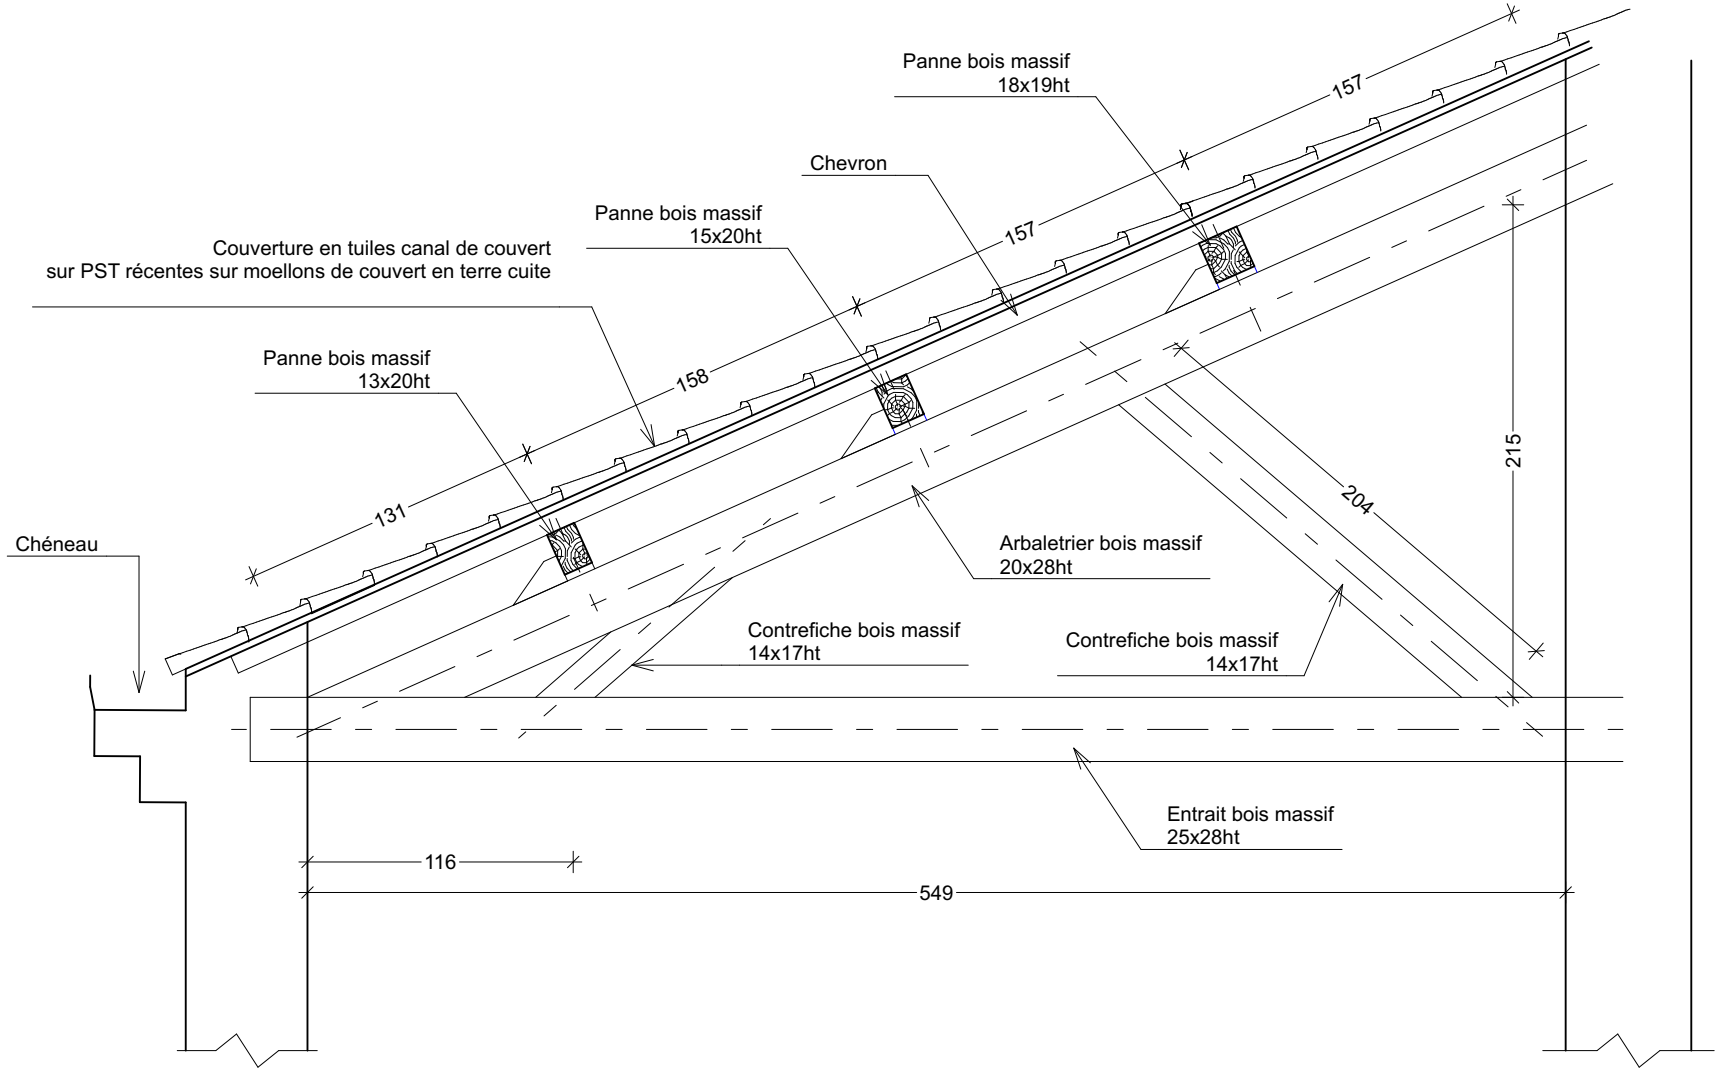 Panne bois massif
18x19ht
157
Chevron
Panne bois massif
15x20ht
157
Couverture en tuiles canal de couvert
sur PST récentes sur moellons de couvert en terre cuite
Panne bois massif
13x20ht
158
131
215
204
Chéneau
Arbaletrier bois massif
20x28ht
Contrefiche bois massif
14x17ht
Contrefiche bois massif
14x17ht
Entrait bois massif
25x28ht
116
549